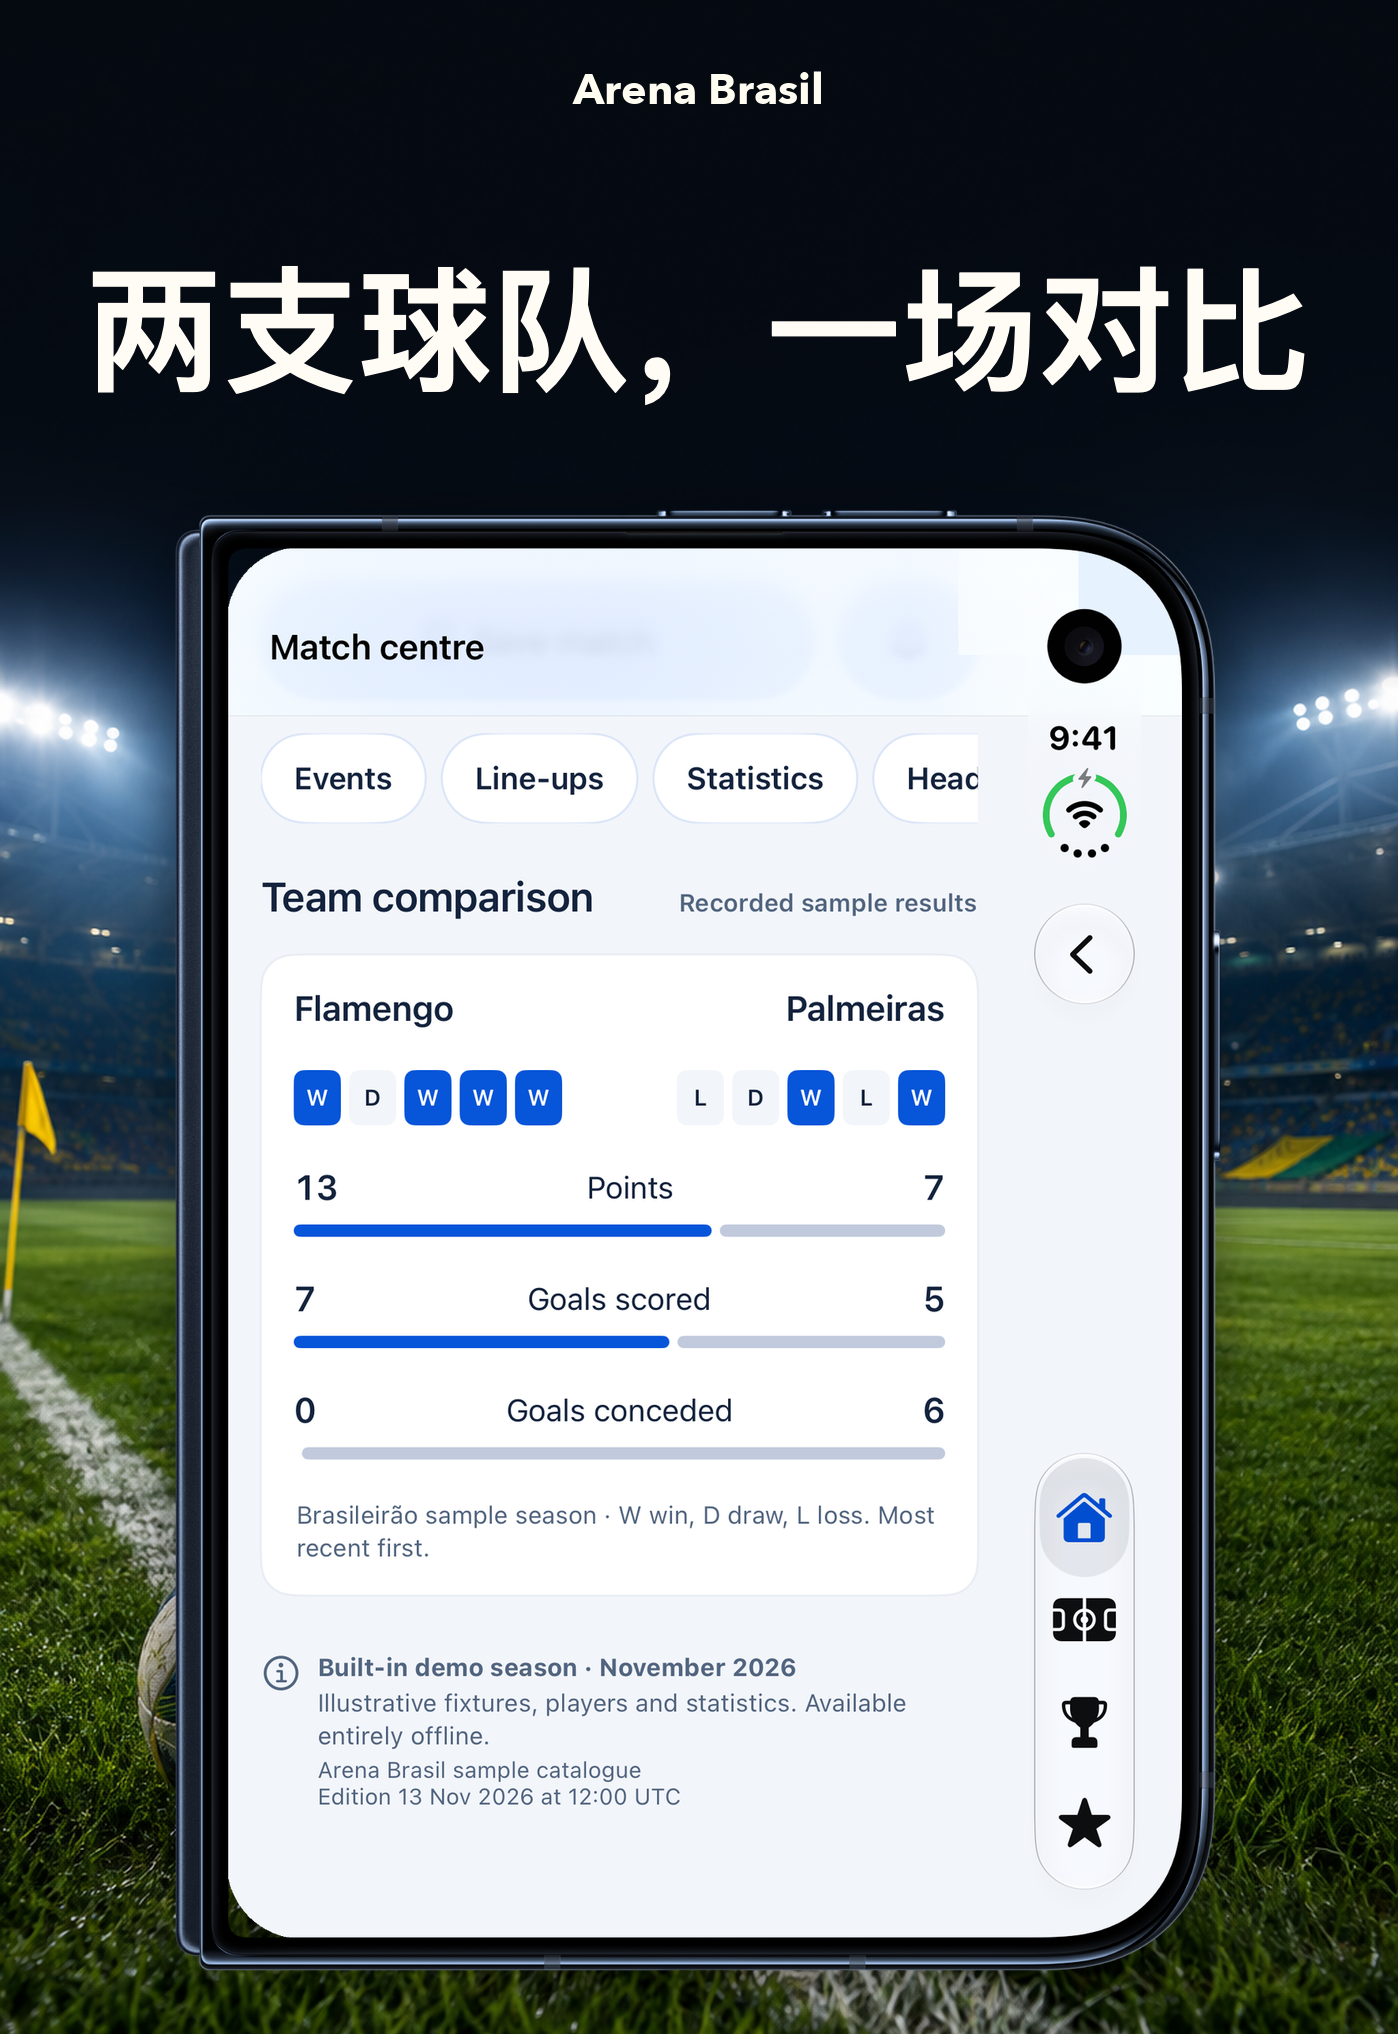 Arena Brasil
两支球队，一场对比
Match centre
9:41
Events Line-ups Statistics Head
Team comparison Recorded sample results
Flamengo Palmeiras
W D W W W L D W L W
13 Points 7
7 Goals scored 5
0 Goals conceded 6
Brasileirão sample season · W win, D draw, L loss. Most
recent first.
Built-in demo season · November 2026
Illustrative fixtures, players and statistics. Available
entirely offline.
Arena Brasil sample catalogue
Edition 13 Nov 2026 at 12:00 UTC